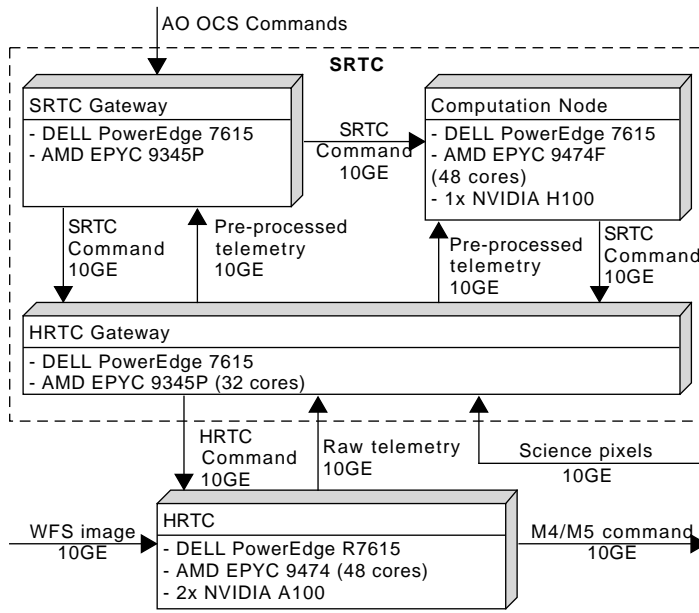 AO OCS Commands
SRTC
SRTC Gateway
- DELL PowerEdge 7615
- AMD EPYC 9345P
SRTC
Command
10GE
Computation Node
- DELL PowerEdge 7615
- AMD EPYC 9474F
(48 cores)
- 1x NVIDIA H100
SRTC
Command
10GE
Pre-processed
telemetry
10GE
Pre-processed
telemetry
10GE
SRTC
Command
10GE
HRTC Gateway
- DELL PowerEdge 7615
- AMD EPYC 9345P (32 cores)
HRTC
Command
10GE
Raw telemetry
10GE
Science pixels
10GE
WFS image
10GE
HRTC
- DELL PowerEdge R7615
- AMD EPYC 9474 (48 cores)
- 2x NVIDIA A100
M4/M5 command
10GE